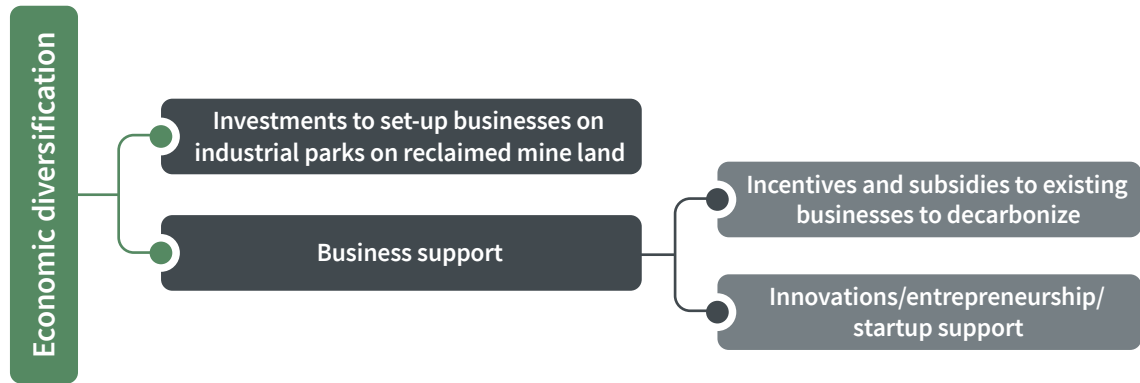 Economic diversification
Investments to set-up businesses on
industrial parks on reclaimed mine land
Business support
Incentives and subsidies to existing
businesses to decarbonize
Innovations/entrepreneurship/
startup support